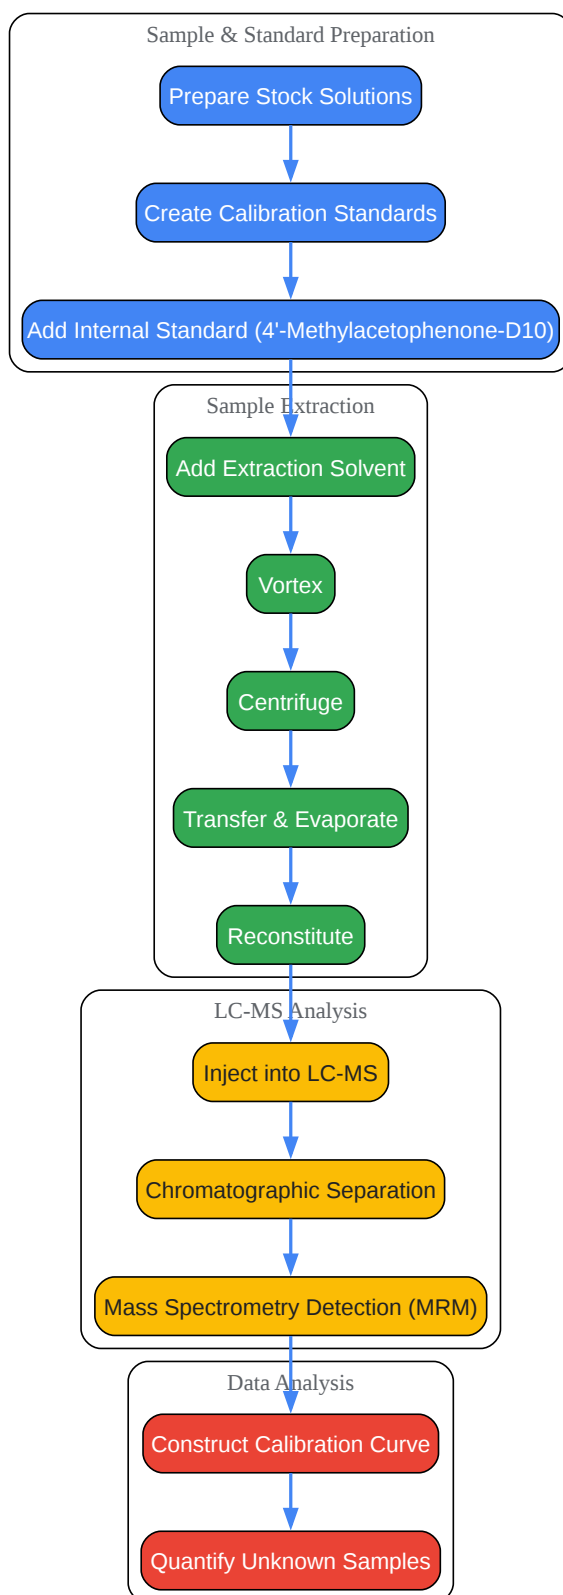 Sample & Standard Preparation
Prepare Stock Solutions
Create Calibration Standards
Add Internal Standard (4'-Methylacetophenone-D10)
Sample Extraction
Add Extraction Solvent
Vortex
Centrifuge
Transfer & Evaporate
Reconstitute
LC-MS Analysis
Inject into LC-MS
Chromatographic Separation
Mass Spectrometry Detection (MRM)
Data Analysis
Construct Calibration Curve
Quantify Unknown Samples